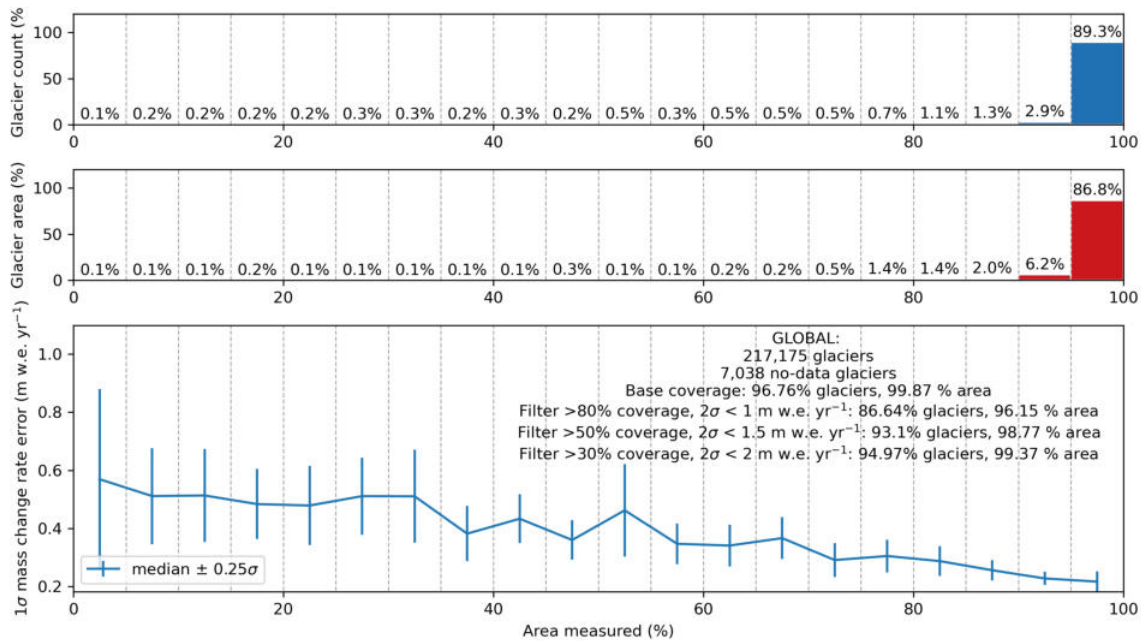 Glacier count (%
100
50
0
0.1% 0.2% 0.2% 0.2% 0.2% 0.3% 0.3% 0.2% 0.3% 0.2% 0.5% 0.3% 0.5% 0.5% 0.5% 0.7% 1.1% 1.3% 2.9% 89.3%
0 20 40 60 80 100
Glacier area (%)
100
50
0
0.1% 0.1% 0.1% 0.2% 0.1% 0.1% 0.1% 0.1% 0.1% 0.3% 0.1% 0.1% 0.2% 0.2% 0.5% 1.4% 1.4% 2.0% 6.2% 86.8%
0 20 40 60 80 100
1σ mass change rate error (m w.e. yr⁻¹)
1.0
0.8
0.6
0.4
0.2
GLOBAL:
217,175 glaciers
7,038 no-data glaciers
Base coverage: 96.76% glaciers, 99.87 % area
Filter >80% coverage, 2σ < 1 m w.e. yr⁻¹: 86.64% glaciers, 96.15 % area
Filter >50% coverage, 2σ < 1.5 m w.e. yr⁻¹: 93.1% glaciers, 98.77 % area
Filter >30% coverage, 2σ < 2 m w.e. yr⁻¹: 94.97% glaciers, 99.37 % area
median ± 0.25σ
0 20 40 60 80 100
Area measured (%)